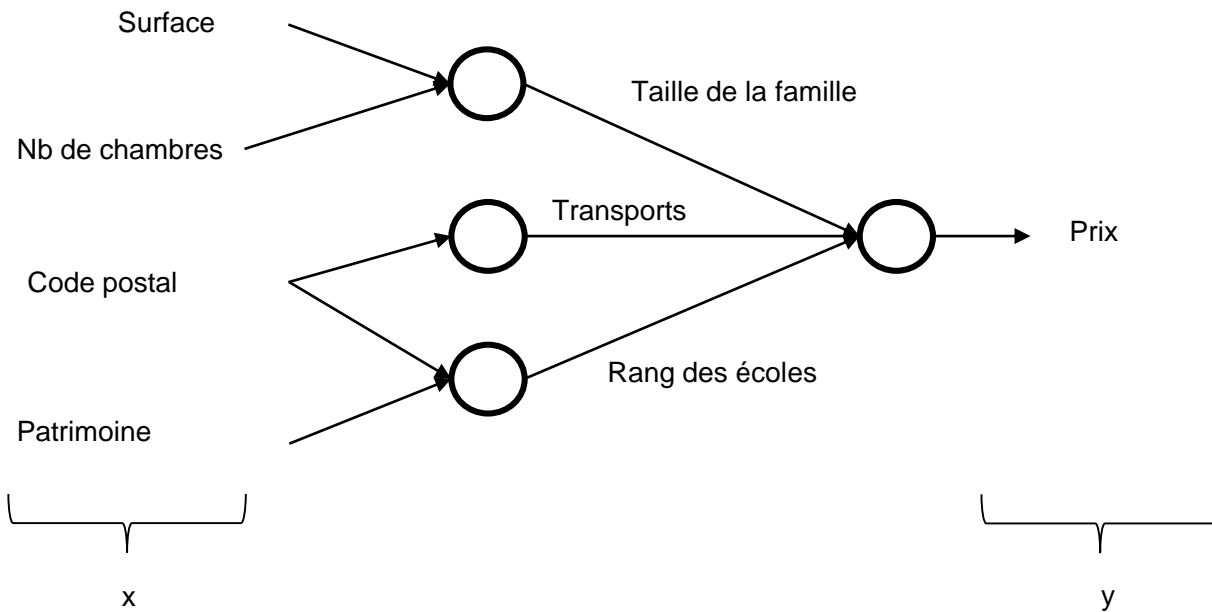 Surface
Taille de la famille
Nb de chambres
Transports
Prix
Code postal
Rang des écoles
Patrimoine
x
y